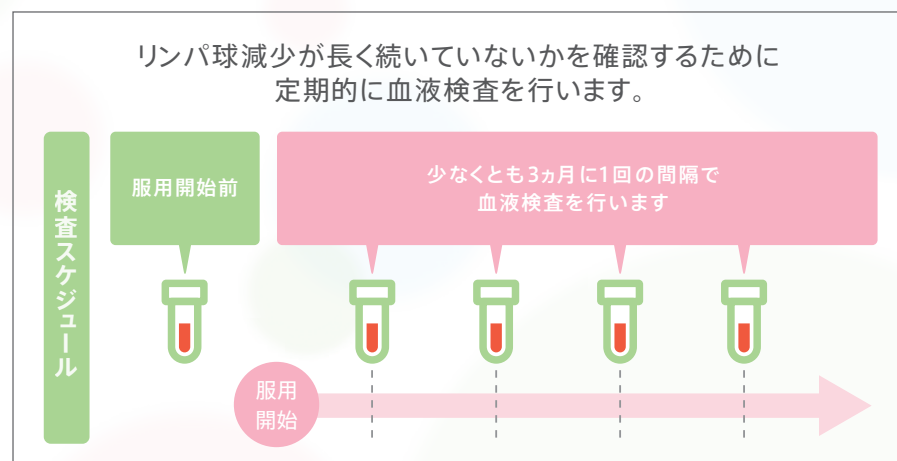 リンパ球減少が長く続いていないかを確認するために
定期的に血液検査を行います。
検査スケジュール
服用開始前
少なくとも3ヵ月に1回の間隔で
血液検査を行います
服用
開始